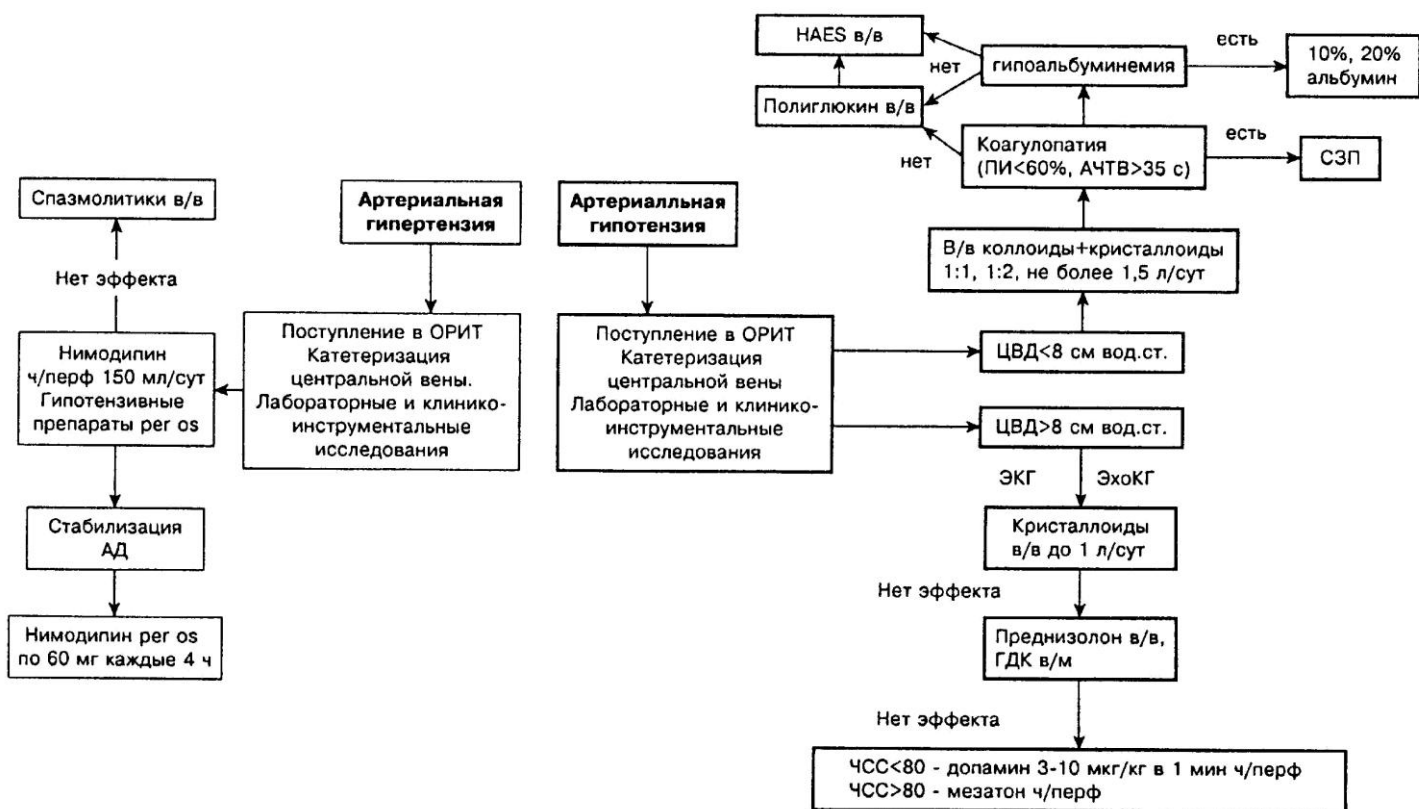 HAES в/в
есть
гипоальбуминемия
10%, 20%
альбумин
нет
Полиглюкин в/в
есть
Коагулопатия
(ПИ<60%, АЧТВ>35 с)
нет
СЗП
Спазмолитики в/в
Артериальная
гипертензия
Артериалльная
гипотензия
В/в коллоиды+кристаллоиды
1:1, 1:2, не более 1,5 л/сут
Нет эффекта
Нимодипин
ч/перф 150 мл/сут
Гипотензивные
препараты per os
Поступление в ОРИТ
Катетеризация
центральной вены.
Лабораторные и клинико-
инструментальные
исследования
Поступление в ОРИТ
Катетеризация
центральной вены
Лабораторные и клинико-
инструментальные
исследования
ЦВД<8 см вод.ст.
ЦВД>8 см вод.ст.
ЭКГ
ЭхоКГ
Стабилизация
АД
Кристаллоиды
в/в до 1 л/сут
Нет эффекта
Нимодипин per os
по 60 мг каждые 4 ч
Преднизолон в/в,
ГДК в/м
Нет эффекта
ЧСС<80 - допамин 3-10 мкг/кг в 1 мин ч/перф
ЧСС>80 - мезатон ч/перф